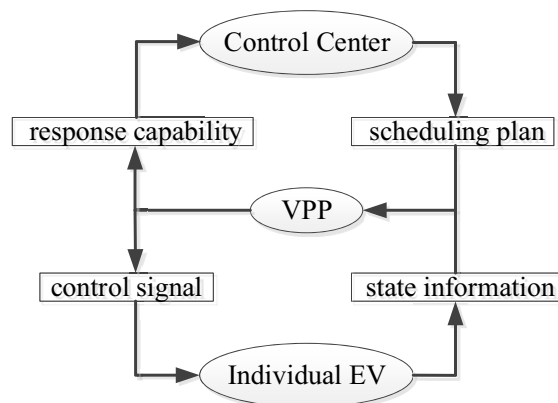 Control Center
response capability
scheduling plan
VPP
control signal
state information
Individual EV